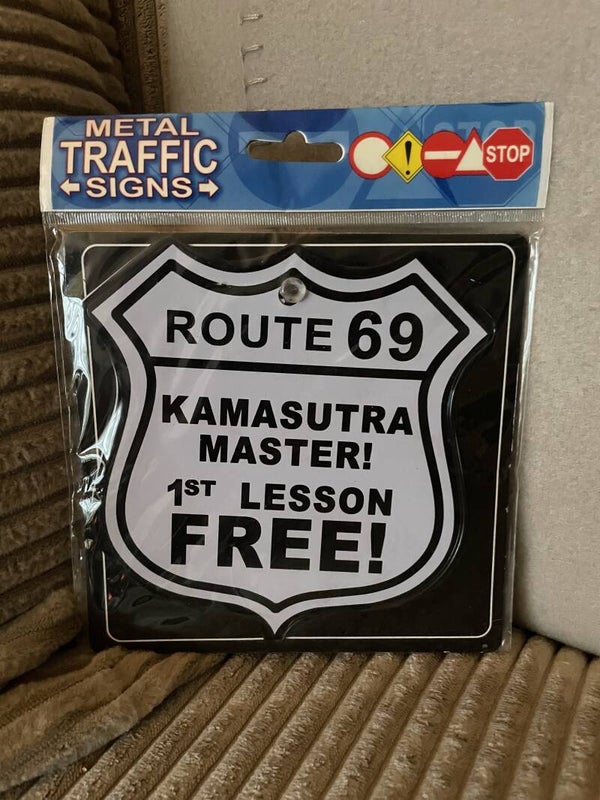 METAL
TRAFFIC
SIGNS
STOP
ROUTE 69
KAMASUTRA
MASTER!
1ST LESSON
FREE!